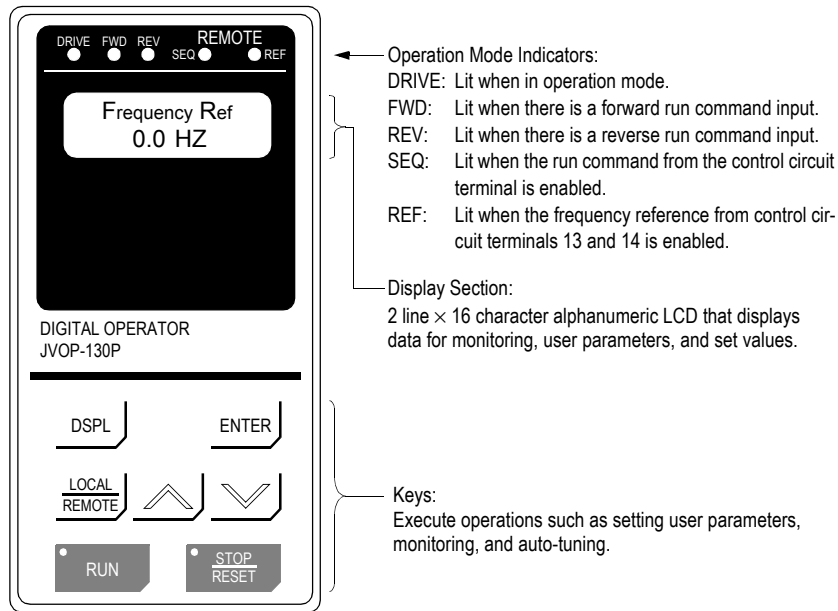 DRIVE FWD REV REMOTE
SEQ REF
Frequency Ref
0.0 HZ
DIGITAL OPERATOR
JVOP-130P
DSPL ENTER
LOCAL
REMOTE
RUN STOP
RESET
Operation Mode Indicators:
DRIVE: Lit when in operation mode.
FWD: Lit when there is a forward run command input.
REV: Lit when there is a reverse run command input.
SEQ: Lit when the run command from the control circuit
terminal is enabled.
REF: Lit when the frequency reference from control cir-
cuit terminals 13 and 14 is enabled.
Display Section:
2 line × 16 character alphanumeric LCD that displays
data for monitoring, user parameters, and set values.
Keys:
Execute operations such as setting user parameters,
monitoring, and auto-tuning.